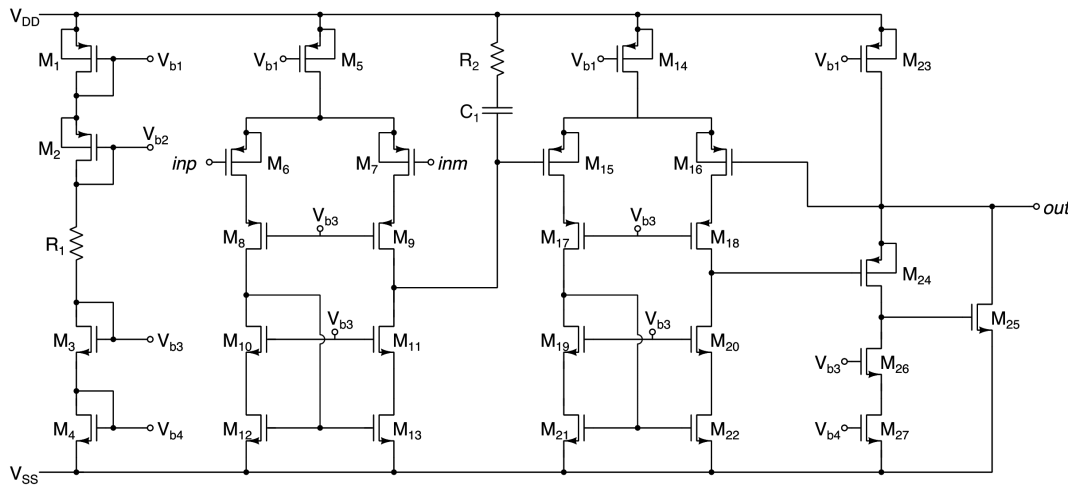 VDD
M1
Vb1
Vb1
M5
R2
Vb1
M14
Vb1
M23
C1
M2
Vb2
inp
M6
M7
inm
M15
M16
out
R1
Vb3
M8
M9
Vb3
M17
M18
M24
M3
Vb3
M10
Vb3
M11
M19
Vb3
M20
M25
Vb3
M26
M4
Vb4
M12
M13
M21
M22
Vb4
M27
VSS